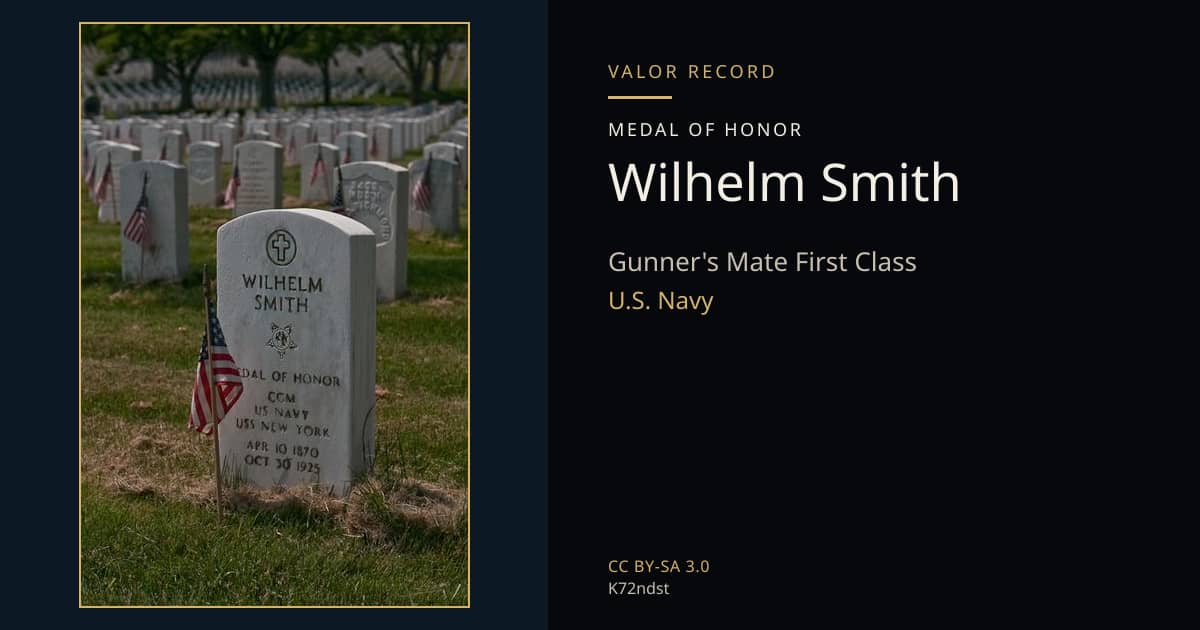 WILHELM
SMITH
DAL OF HONOR
CGM
US NAVY
USS NEW YORK
APR 10 1870
OCT 30 1925
VALOR RECORD
MEDAL OF HONOR
Wilhelm Smith
Gunner's Mate First Class
U.S. Navy
CC BY-SA 3.0
K72ndst